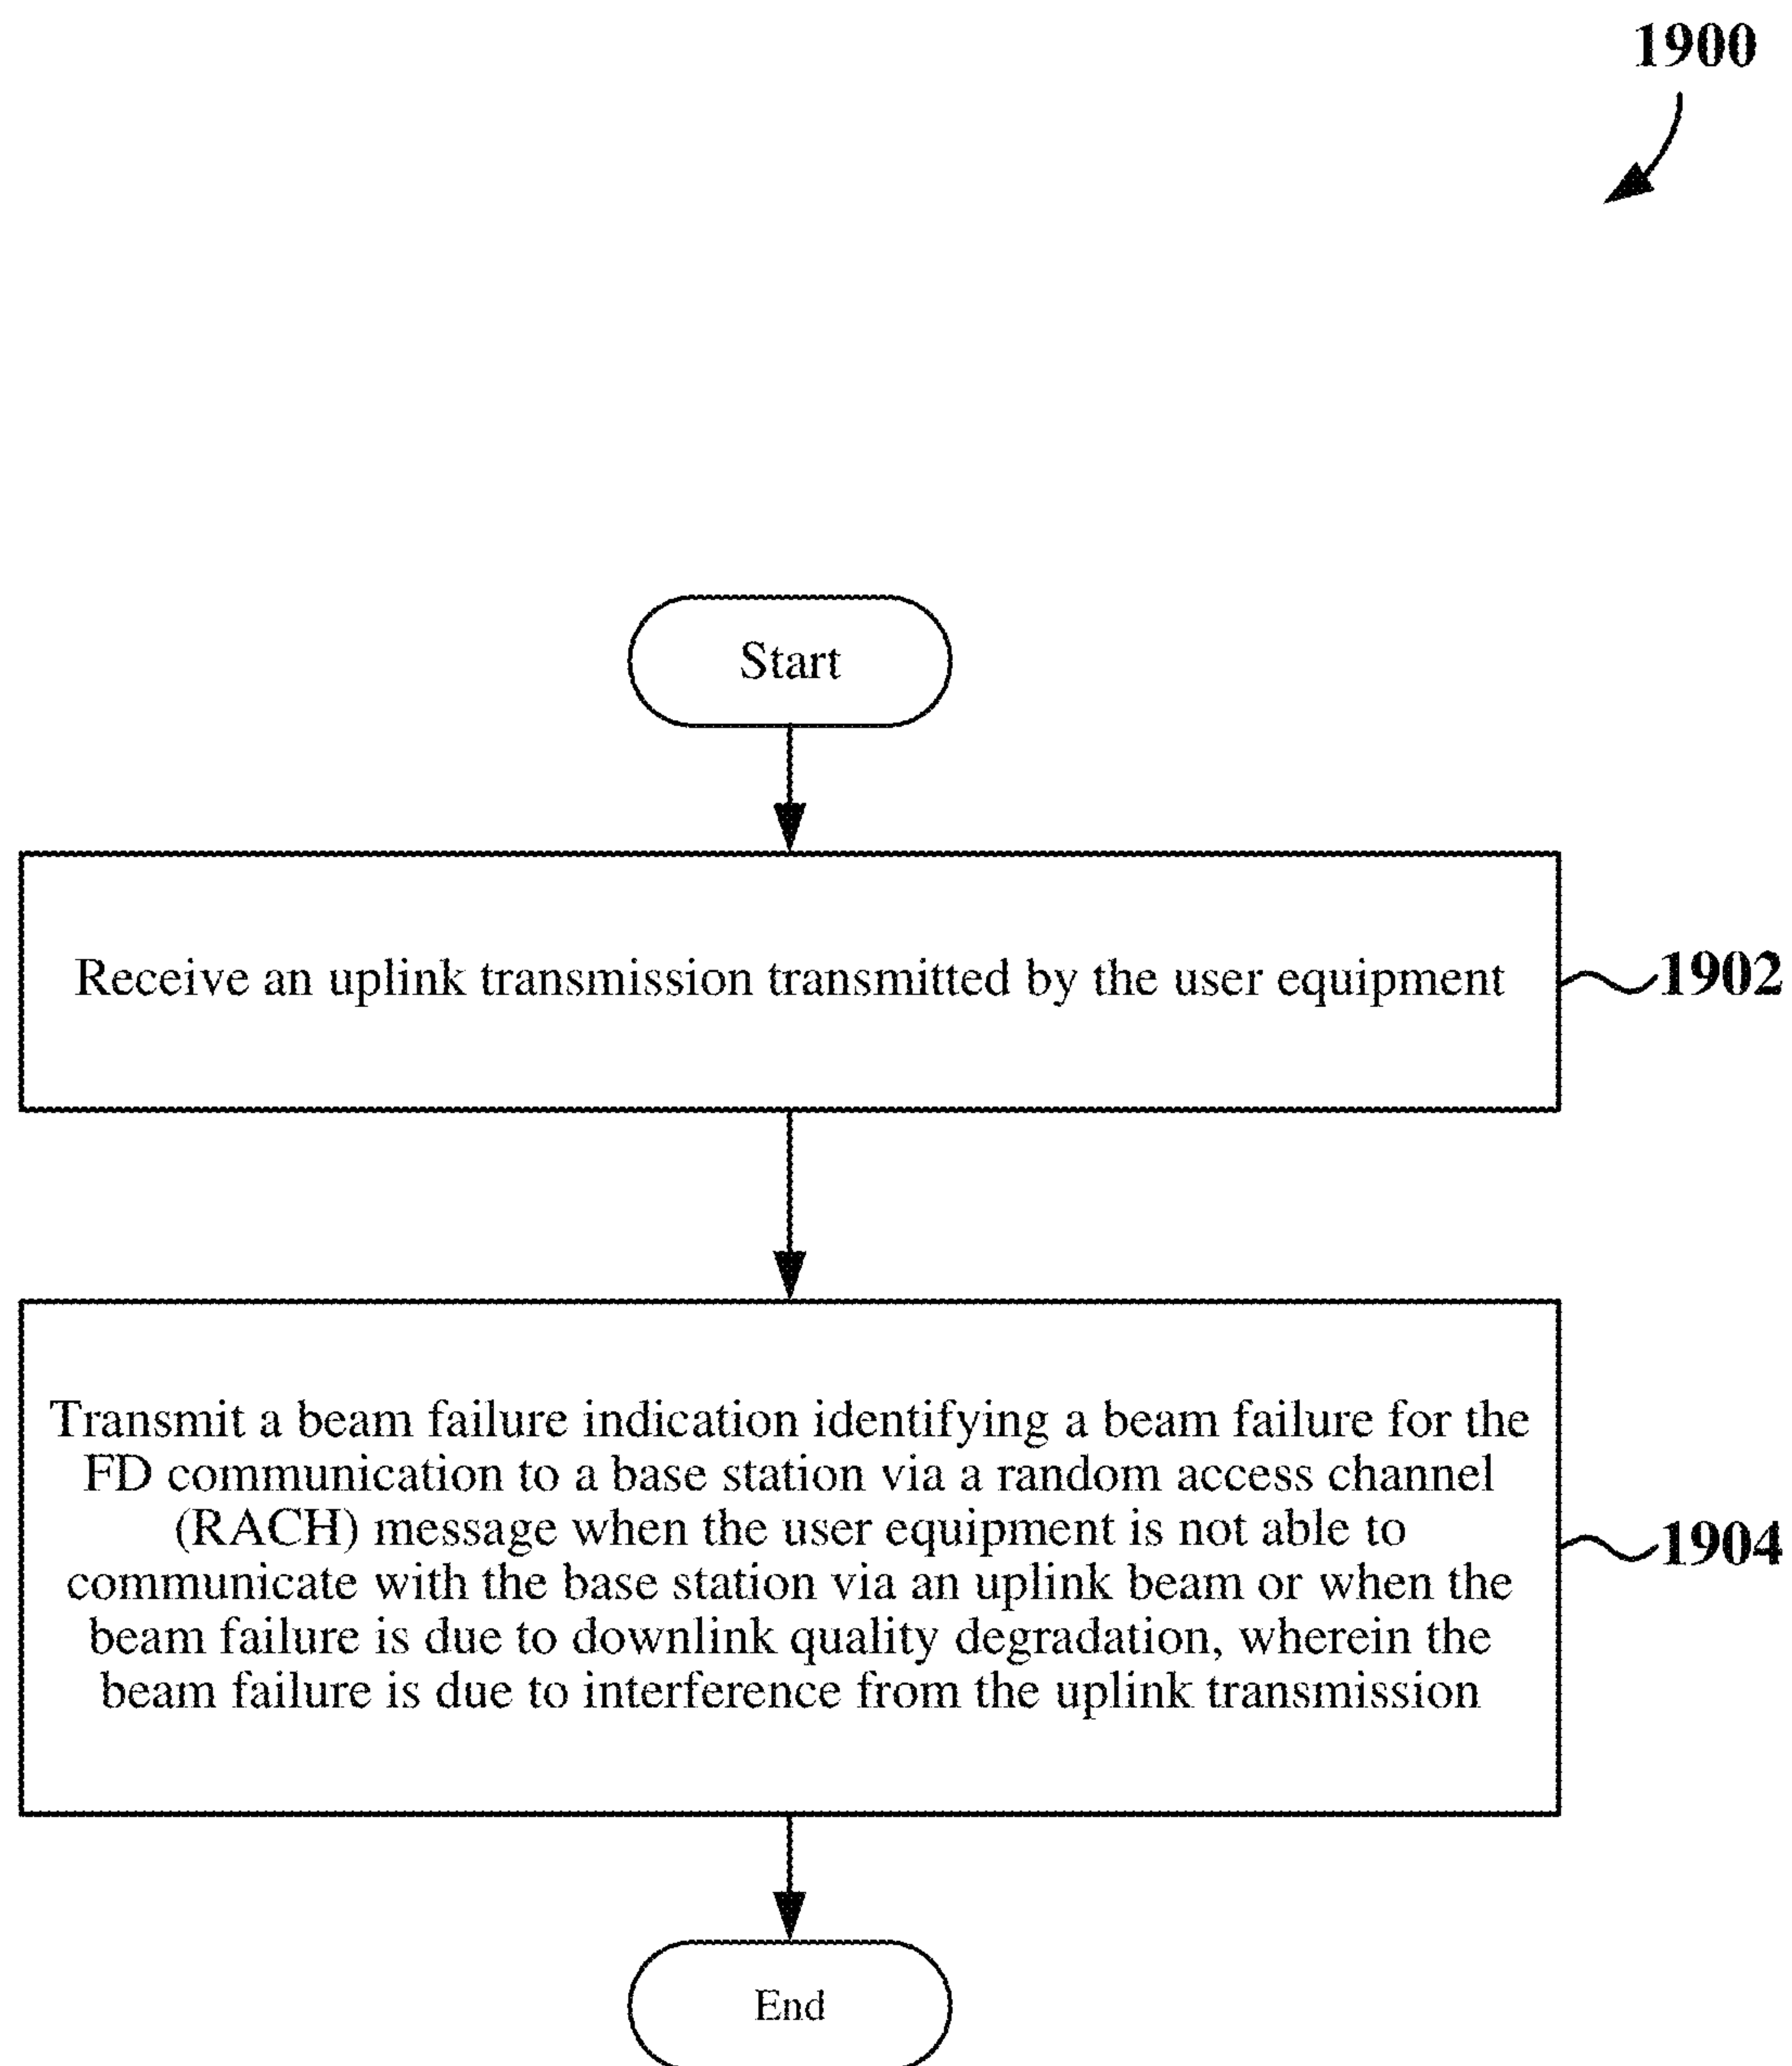 1900
Start
Receive an uplink transmission transmitted by the user equipment
1902
Transmit a beam failure indication identifying a beam failure for the
FD communication to a base station via a random access channel
(RACH) message when the user equipment is not able to
communicate with the base station via an uplink beam or when the
beam failure is due to downlink quality degradation, wherein the
beam failure is due to interference from the uplink transmission
1904
End